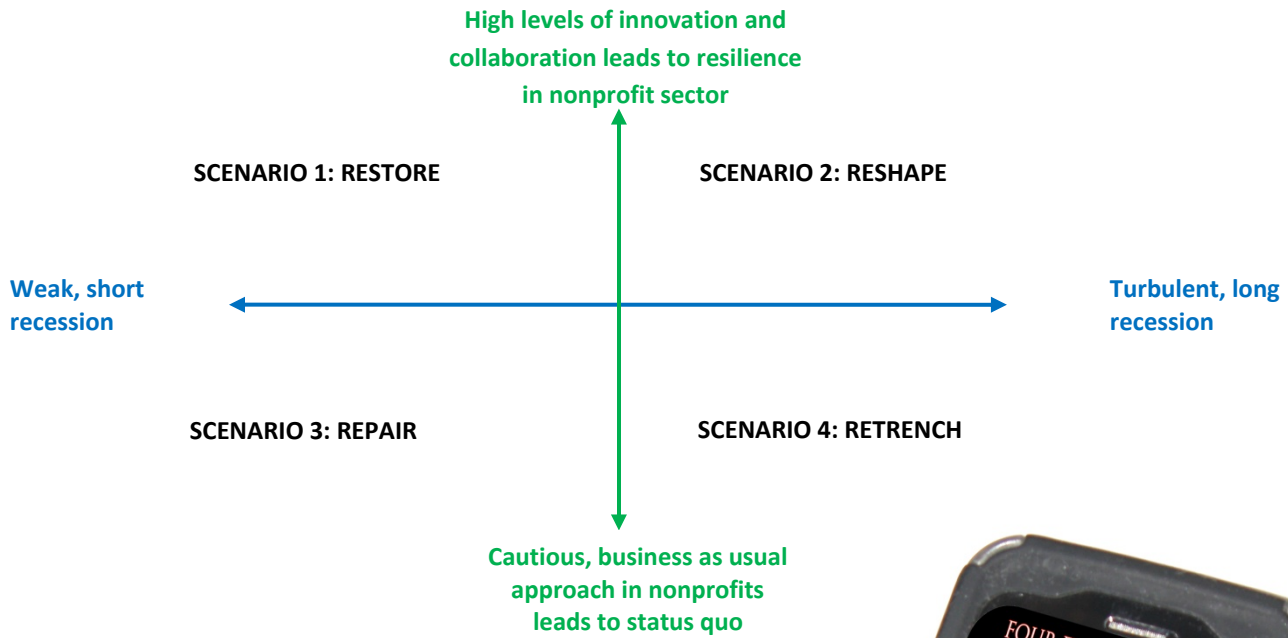 High levels of innovation and
collaboration leads to resilience
in nonprofit sector
SCENARIO 1: RESTORE
SCENARIO 2: RESHAPE
Weak, short
recession
Turbulent, long
recession
SCENARIO 3: REPAIR
SCENARIO 4: RETRENCH
Cautious, business as usual
approach in nonprofits
leads to status quo
FOUR